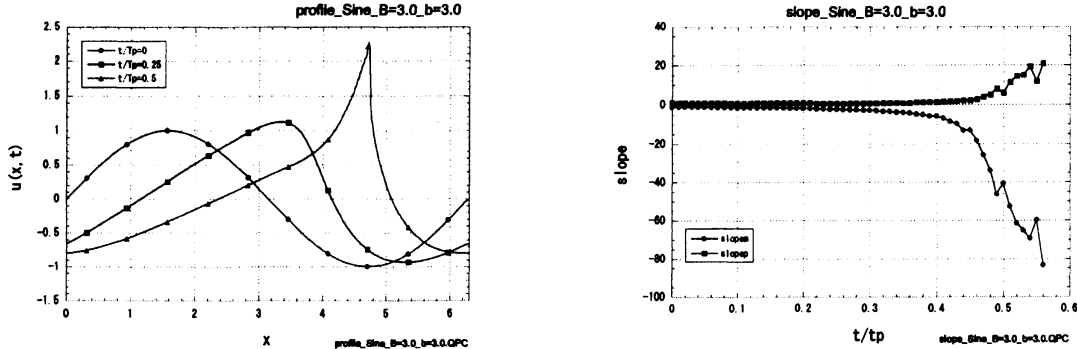 profile_Sine_B=3.0_b=3.0
2.5
2
1.5
1
0.5
0
-0.5
-1
-1.5
u(x, t)
t/Tp=0
t/Tp=0.25
t/Tp=0.5
0 1 2 3 4 5 6
x
profile_Sine_B=3.0_b=3.0.QPC
slope_Sine_B=3.0_b=3.0
40
20
0
-20
-40
-60
-80
-100
slope
slopem
slopep
0 0.1 0.2 0.3 0.4 0.5 0.6
t/tp
slope_Sine_B=3.0_b=3.0.QPC